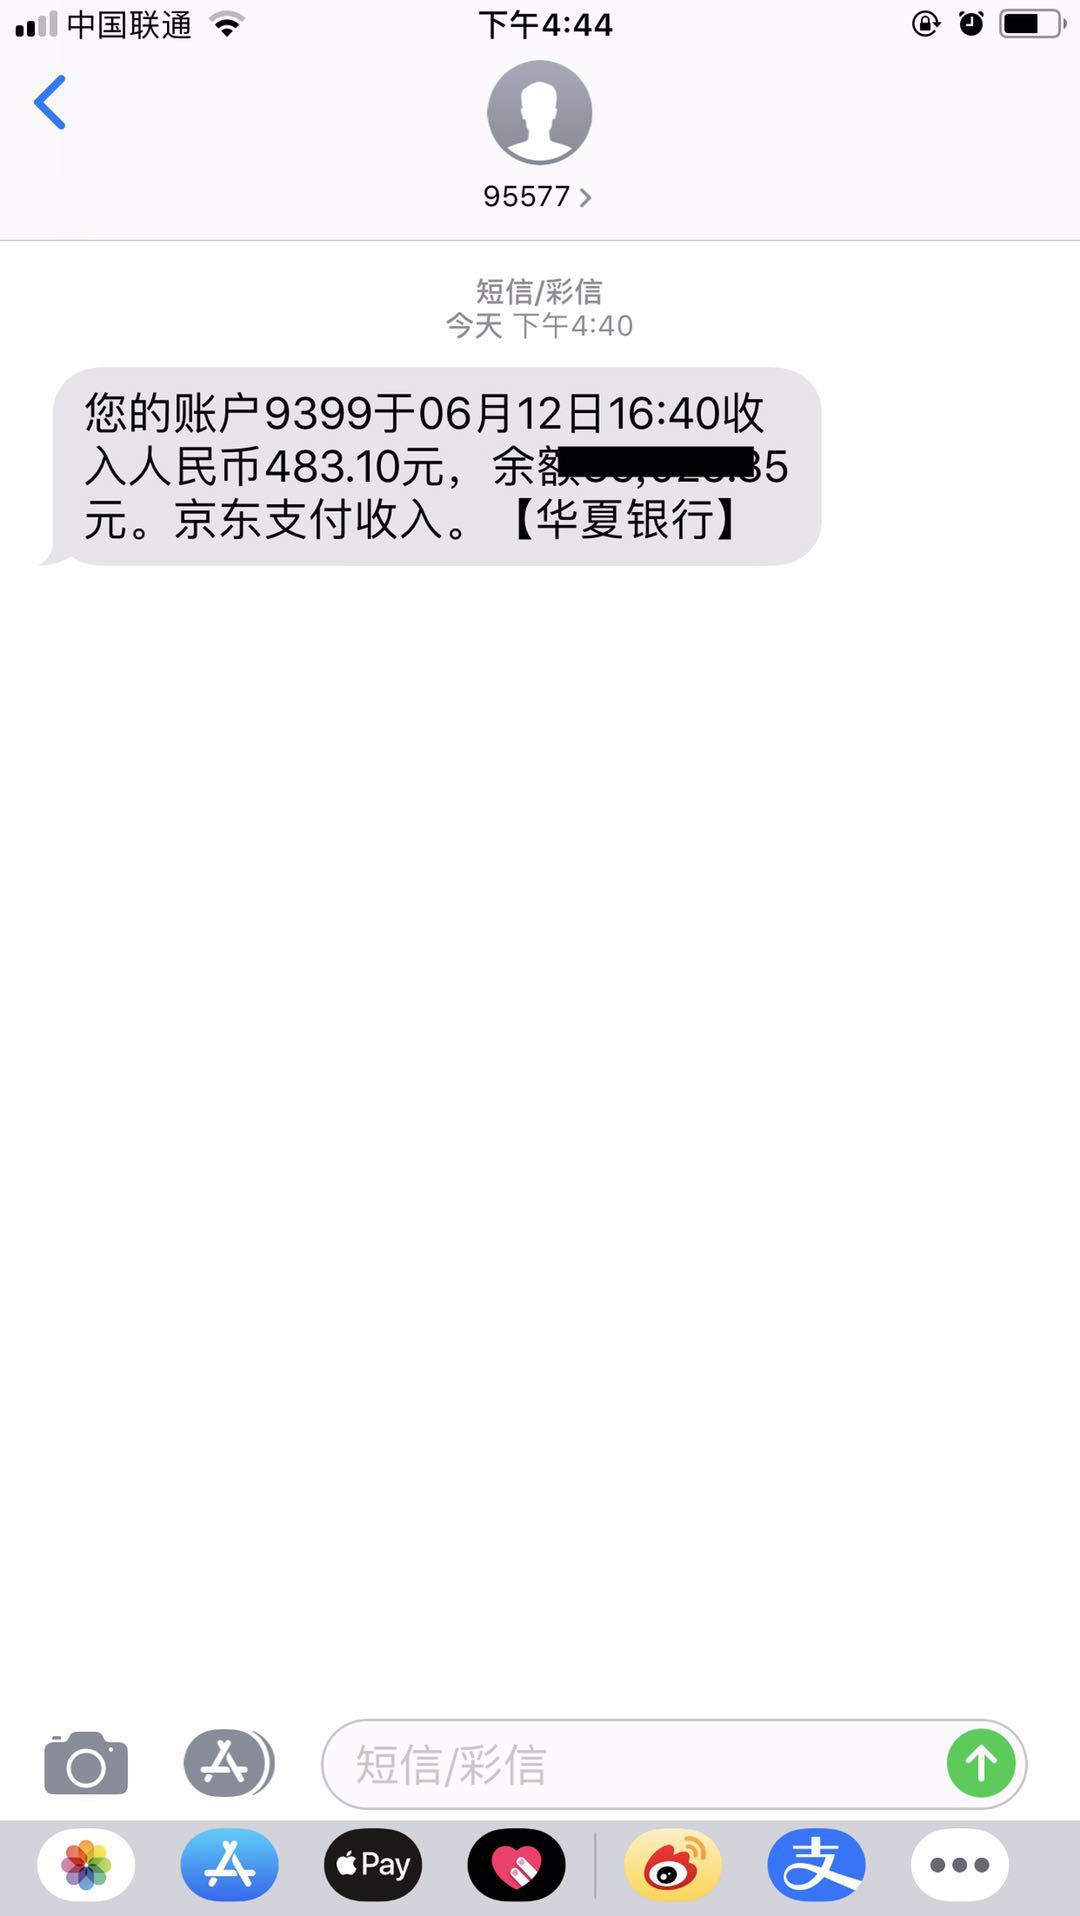 中国联通
下午4:44
95577
短信/彩信
今天 下午4:40
您的账户9399于06月12日16:40收
入人民币483.10元，余额
元。京东支付收入。【华夏银行】
短信/彩信
Pay
支